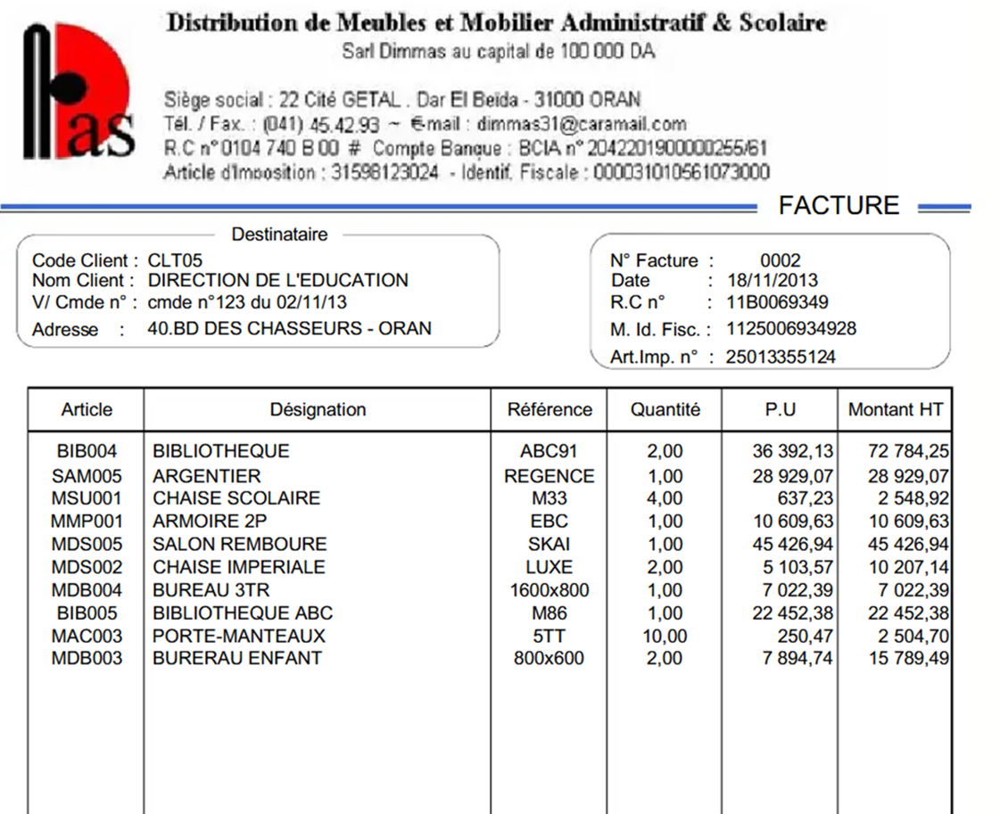 Das
Distribution de Meubles et Mobilier Administratif & Scolaire
Sarl Dimmas au capital de 100 000 DA
Siège social : 22 Cité GETAL . Dar El Beida - 31000 ORAN
Tél. / Fax. : (041) 45.42.93 ~ €-mail : dimmas31@caramail.com
R.C n° 0104 740 B 00 # Compte Banque : BCIA n° 2042201900000255/61
Article d'Imposition : 31598123024 - Identif. Fiscale : 000031010561073000
FACTURE
Destinataire
Code Client : CLT05
Nom Client : DIRECTION DE L'EDUCATION
V/ Cmde n° : cmde n°123 du 02/11/13
Adresse : 40.BD DES CHASSEURS - ORAN
N° Facture : 0002
Date : 18/11/2013
R.C n° : 11B0069349
M. Id. Fisc. : 1125006934928
Art.Imp. n° : 25013355124
Article Désignation Référence Quantité P.U Montant HT
BIB004 BIBLIOTHEQUE ABC91 2,00 36 392,13 72 784,25
SAM005 ARGENTIER REGENCE 1,00 28 929,07 28 929,07
MSU001 CHAISE SCOLAIRE M33 4,00 637,23 2 548,92
MMP001 ARMOIRE 2P EBC 1,00 10 609,63 10 609,63
MDS005 SALON REMBOURE SKAI 1,00 45 426,94 45 426,94
MDS002 CHAISE IMPERIALE LUXE 2,00 5 103,57 10 207,14
MDB004 BUREAU 3TR 1600x800 1,00 7 022,39 7 022,39
BIB005 BIBLIOTHEQUE ABC M86 1,00 22 452,38 22 452,38
MAC003 PORTE-MANTEAUX 5TT 10,00 250,47 2 504,70
MDB003 BURERAU ENFANT 800x600 2,00 7 894,74 15 789,49